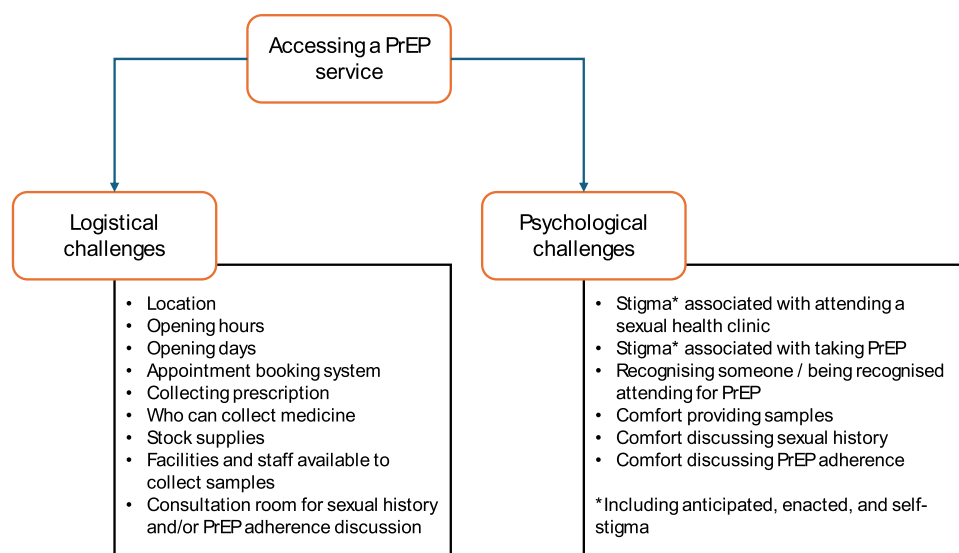 Accessing a PrEP
service
Logistical
challenges
• Location
• Opening hours
• Opening days
• Appointment booking system
• Collecting prescription
• Who can collect medicine
• Stock supplies
• Facilities and staff available to
collect samples
• Consultation room for sexual history
and/or PrEP adherence discussion
Psychological
challenges
• Stigma* associated with attending a
sexual health clinic
• Stigma* associated with taking PrEP
• Recognising someone / being recognised
attending for PrEP
• Comfort providing samples
• Comfort discussing sexual history
• Comfort discussing PrEP adherence
*Including anticipated, enacted, and self-
stigma